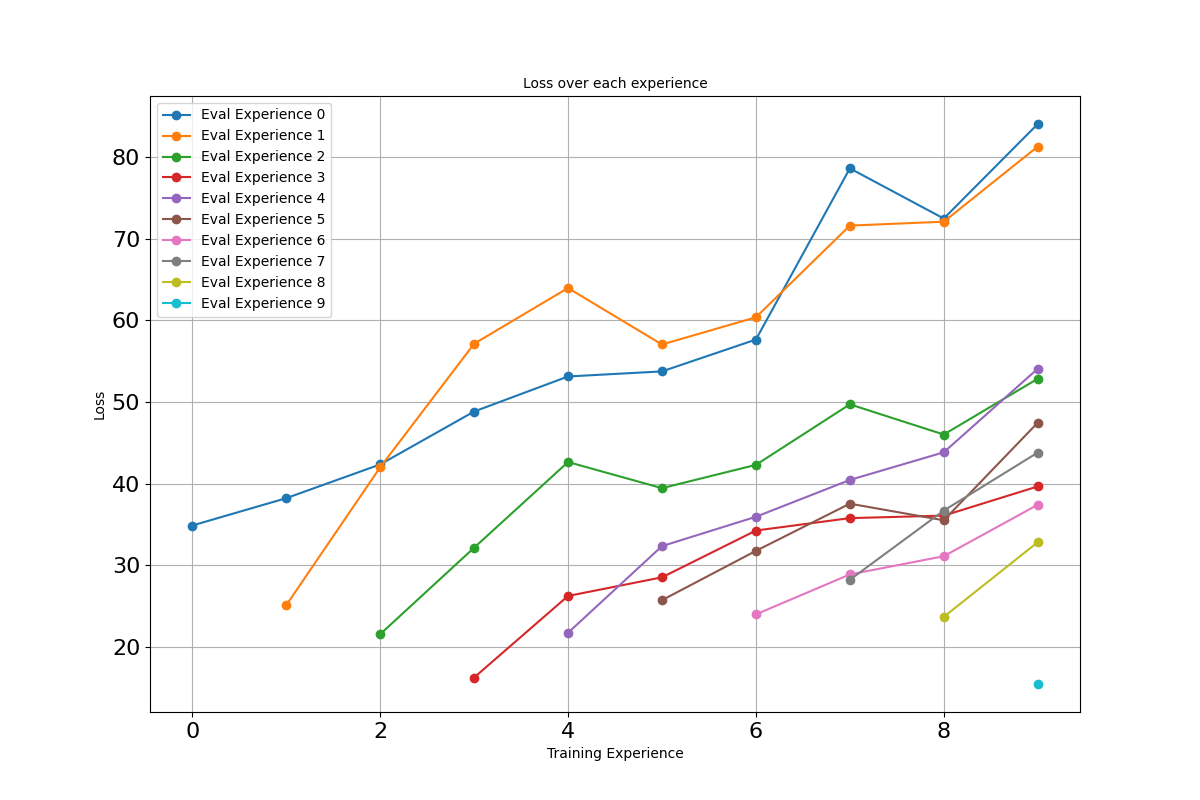 Loss over each experience
Eval Experience 0
Eval Experience 1
Eval Experience 2
Eval Experience 3
Eval Experience 4
Eval Experience 5
Eval Experience 6
Eval Experience 7
Eval Experience 8
Eval Experience 9
80
70
60
50
40
30
20
Loss
0 2 4 6 8
Training Experience